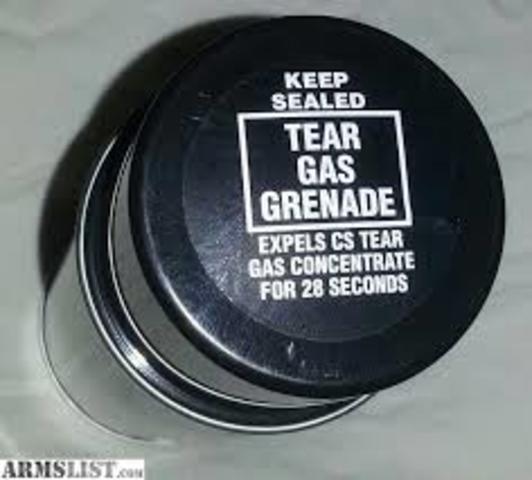 KEEP
SEALED
TEAR
GAS
GRENADE
EXPELS CS TEAR
GAS CONCENTRATE
FOR 28 SECONDS
ARMSLIST.com